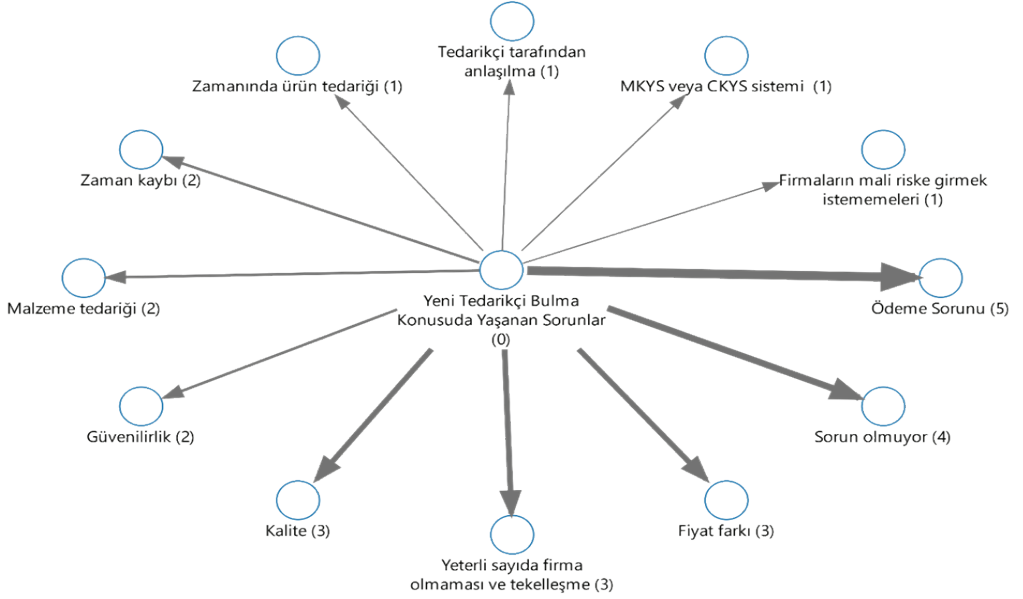 Tedarikçi tarafından
anlaşılma (1)
Zamanında ürün tedariği (1)
MKYS veya CKYS sistemi (1)
Zaman kaybı (2)
Firmaların mali riske girmek
istememeleri (1)
Malzeme tedariği (2)
Yeni Tedarikçi Bulma
Konusuda Yaşanan Sorunlar
(0)
Ödeme Sorunu (5)
Güvenilirlik (2)
Sorun olmuyor (4)
Kalite (3)
Fiyat farkı (3)
Yeterli sayıda firma
olmaması ve tekelleşme (3)